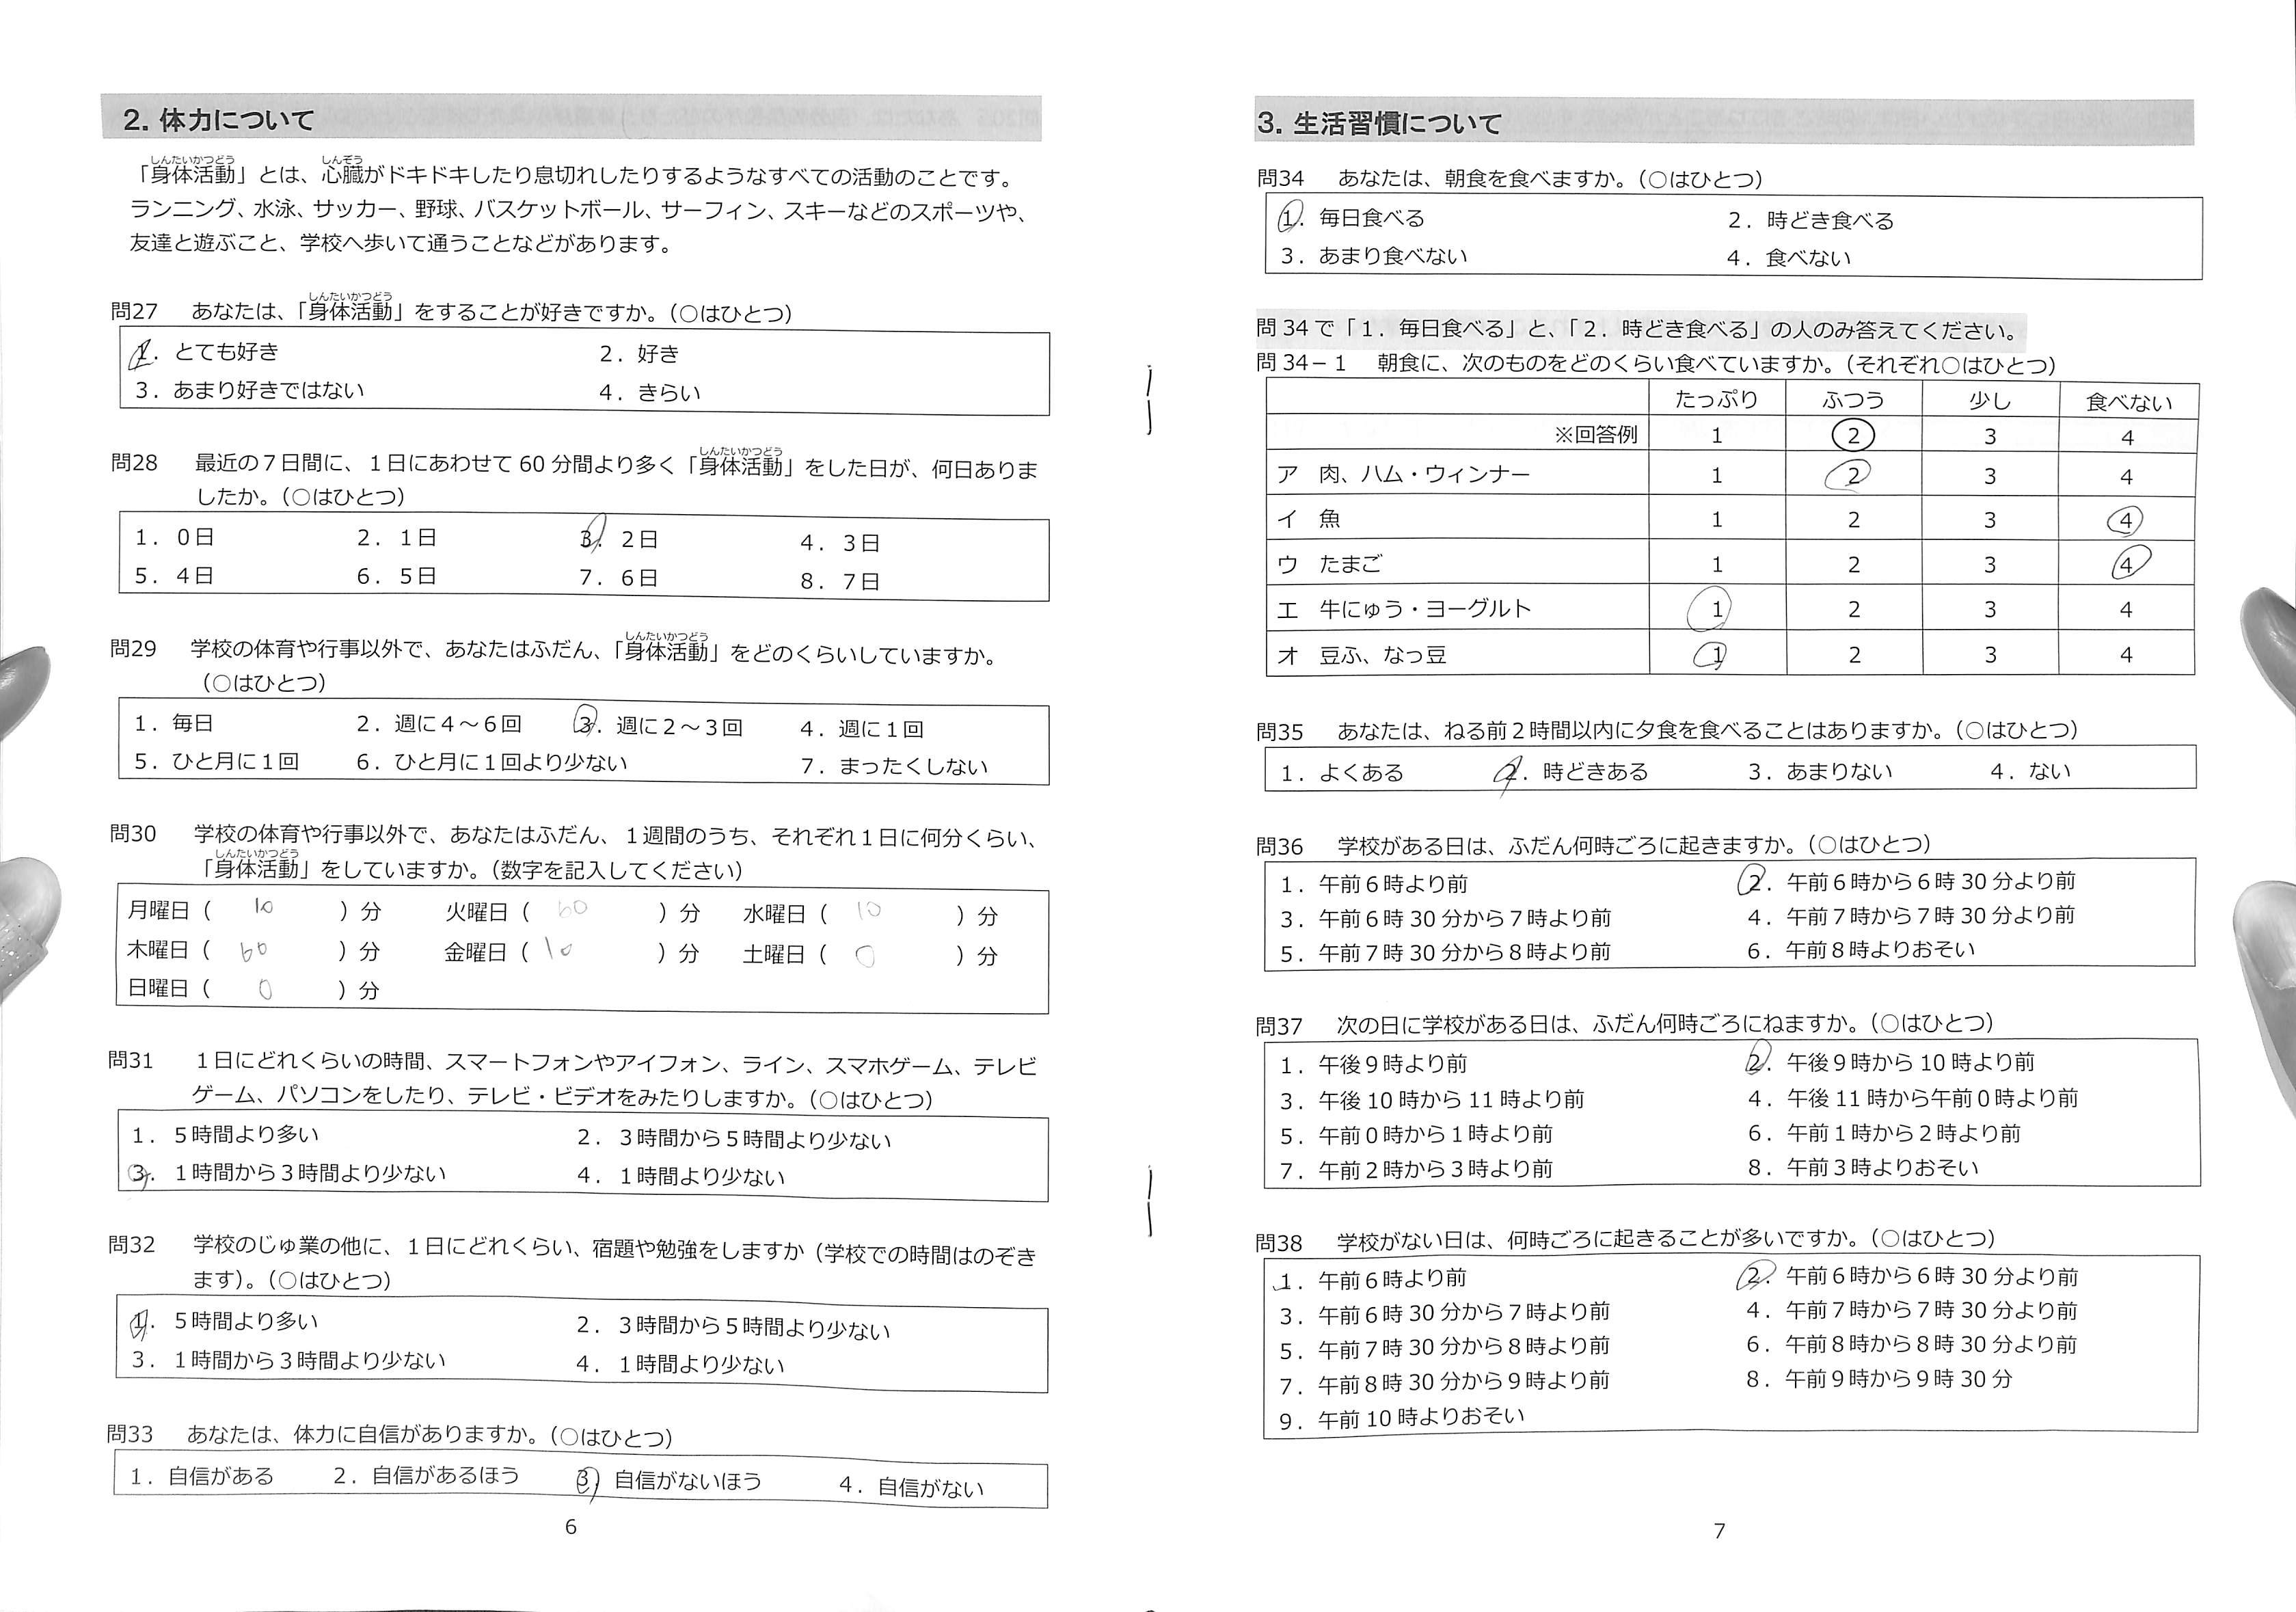 2. 体力について
「身体活動」とは、心臓がドキドキしたり息切れしたりするようなすべての活動のことです。
ランニング、水泳、サッカー、野球、バスケットボール、サーフィン、スキーなどのスポーツや、
友達と遊ぶこと、学校へ歩いて通うことなどがあります。
問27 あなたは、「身体活動」をすることが好きですか。（○はひとつ）
1. とても好き 2. 好き
3. あまり好きではない 4. きらい
問28 最近の７日間に、１日にあわせて 60 分間より多く「身体活動」をした日が、何日ありま
したか。（○はひとつ）
1. ０日 2. １日 3. ２日 4. ３日
5. ４日 6. ５日 7. ６日 8. ７日
問29 学校の体育や行事以外で、あなたはふだん、「身体活動」をどのくらいしていますか。
（○はひとつ）
1. 毎日 2. 週に４～６回 3. 週に２～３回 4. 週に１回
5. ひと月に１回 6. ひと月に１回より少ない 7. まったくしない
問30 学校の体育や行事以外で、あなたはふだん、１週間のうち、それぞれ１日に何分くらい、
「身体活動」をしていますか。（数字を記入してください）
月曜日（ 10 ）分 火曜日（ 60 ）分 水曜日（ 10 ）分
木曜日（ 60 ）分 金曜日（ 10 ）分 土曜日（ 0 ）分
日曜日（ 0 ）分
問31 １日にどれくらいの時間、スマートフォンやアイフォン、ライン、スマホゲーム、テレビ
ゲーム、パソコンをしたり、テレビ・ビデオをみたりしますか。（○はひとつ）
1. ５時間より多い 2. ３時間から５時間より少ない
3. １時間から３時間より少ない 4. １時間より少ない
問32 学校のじゅ業の他に、１日にどれくらい、宿題や勉強をしますか（学校での時間はのぞき
ます）。（○はひとつ）
1. ５時間より多い 2. ３時間から５時間より少ない
3. １時間から３時間より少ない 4. １時間より少ない
問33 あなたは、体力に自信がありますか。（○はひとつ）
1. 自信がある 2. 自信があるほう 3. 自信がないほう 4. 自信がない
6
3. 生活習慣について
問34 あなたは、朝食を食べますか。（○はひとつ）
1. 毎日食べる 2. 時どき食べる
3. あまり食べない 4. 食べない
問 34 で「１．毎日食べる」と、「２．時どき食べる」の人のみ答えてください。
問 34－１ 朝食に、次のものをどのくらい食べていますか。（それぞれ○はひとつ）
たっぷり ふつう 少し 食べない
※回答例 1 2 3 4
ア 肉、ハム・ウィンナー 1 2 3 4
イ 魚 1 2 3 4
ウ たまご 1 2 3 4
エ 牛にゅう・ヨーグルト 1 2 3 4
オ 豆ふ、なっ豆 1 2 3 4
問35 あなたは、ねる前２時間以内に夕食を食べることはありますか。（○はひとつ）
1. よくある 2. 時どきある 3. あまりない 4. ない
問36 学校がある日は、ふだん何時ごろに起きますか。（○はひとつ）
1. 午前６時より前 2. 午前６時から６時 30 分より前
3. 午前６時 30 分から７時より前 4. 午前７時から７時 30 分より前
5. 午前７時 30 分から８時より前 6. 午前８時よりおそい
問37 次の日に学校がある日は、ふだん何時ごろにねますか。（○はひとつ）
1. 午後９時より前 2. 午後９時から 10 時より前
3. 午後 10 時から 11 時より前 4. 午後 11 時から午前０時より前
5. 午前０時から１時より前 6. 午前１時から２時より前
7. 午前２時から３時より前 8. 午前３時よりおそい
問38 学校がない日は、何時ごろに起きることが多いですか。（○はひとつ）
1. 午前６時より前 2. 午前６時から６時 30 分より前
3. 午前６時 30 分から７時より前 4. 午前７時から７時 30 分より前
5. 午前７時 30 分から８時より前 6. 午前８時から８時 30 分より前
7. 午前８時 30 分から９時より前 8. 午前９時から９時 30 分
9. 午前 10 時よりおそい
7